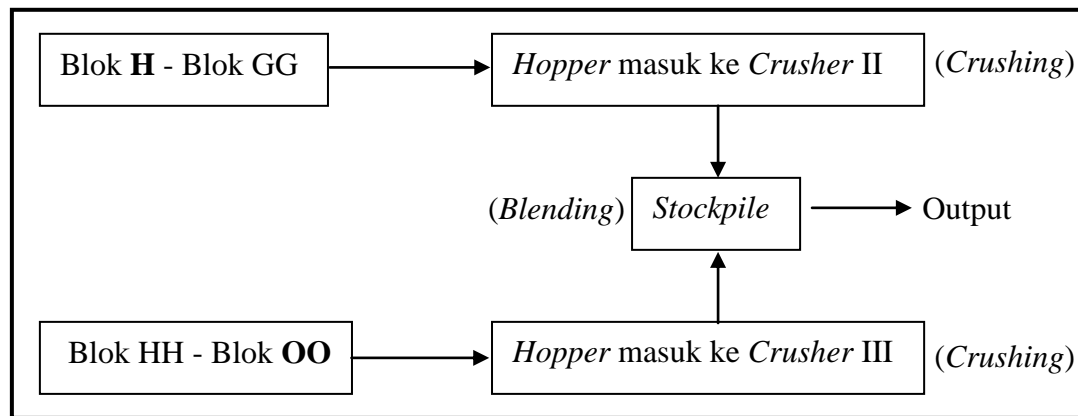 Blok H - Blok GG
Hopper masuk ke Crusher II
(Crushing)
(Blending)
Stockpile
Output
Blok HH - Blok OO
Hopper masuk ke Crusher III
(Crushing)